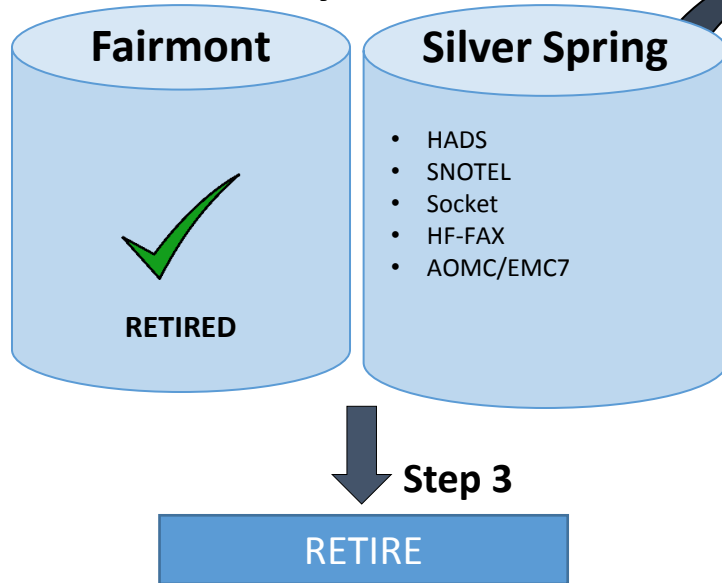 Fairmont
Silver Spring
• HADS
• SNOTEL
• Socket
• HF-FAX
• AOMC/EMC7
RETIRED
Step 3
RETIRE